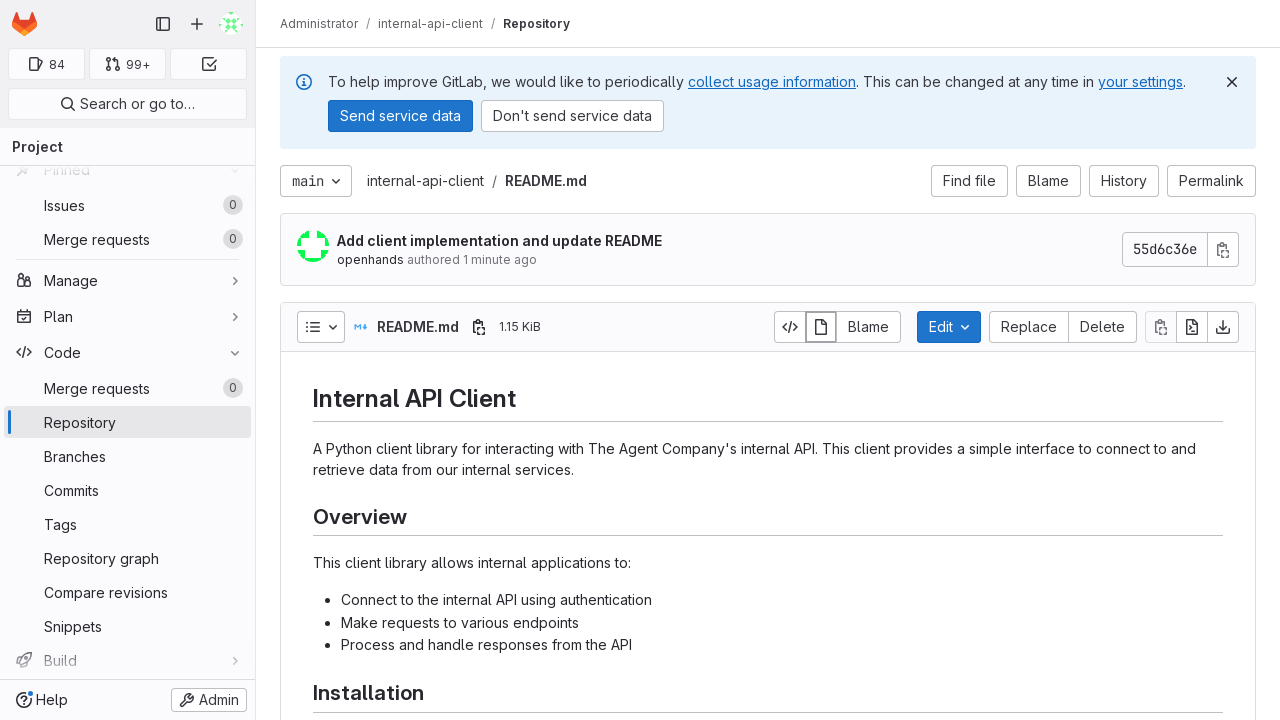 Administrator / internal-api-client / Repository
84
99+
Search or go to…
Project
Pinned
Issues 0
Merge requests 0
Manage
Plan
Code
Merge requests 0
Repository
Branches
Commits
Tags
Repository graph
Compare revisions
Snippets
Build
Help
Admin
To help improve GitLab, we would like to periodically collect usage information. This can be changed at any time in your settings.
Send service data Don't send service data
main internal-api-client / README.md Find file Blame History Permalink
Add client implementation and update README
openhands authored 1 minute ago
55d6c36e
README.md 1.15 KiB Blame Edit Replace Delete
Internal API Client
A Python client library for interacting with The Agent Company's internal API. This client provides a simple interface to connect to and
retrieve data from our internal services.
Overview
This client library allows internal applications to:
Connect to the internal API using authentication
Make requests to various endpoints
Process and handle responses from the API
Installation